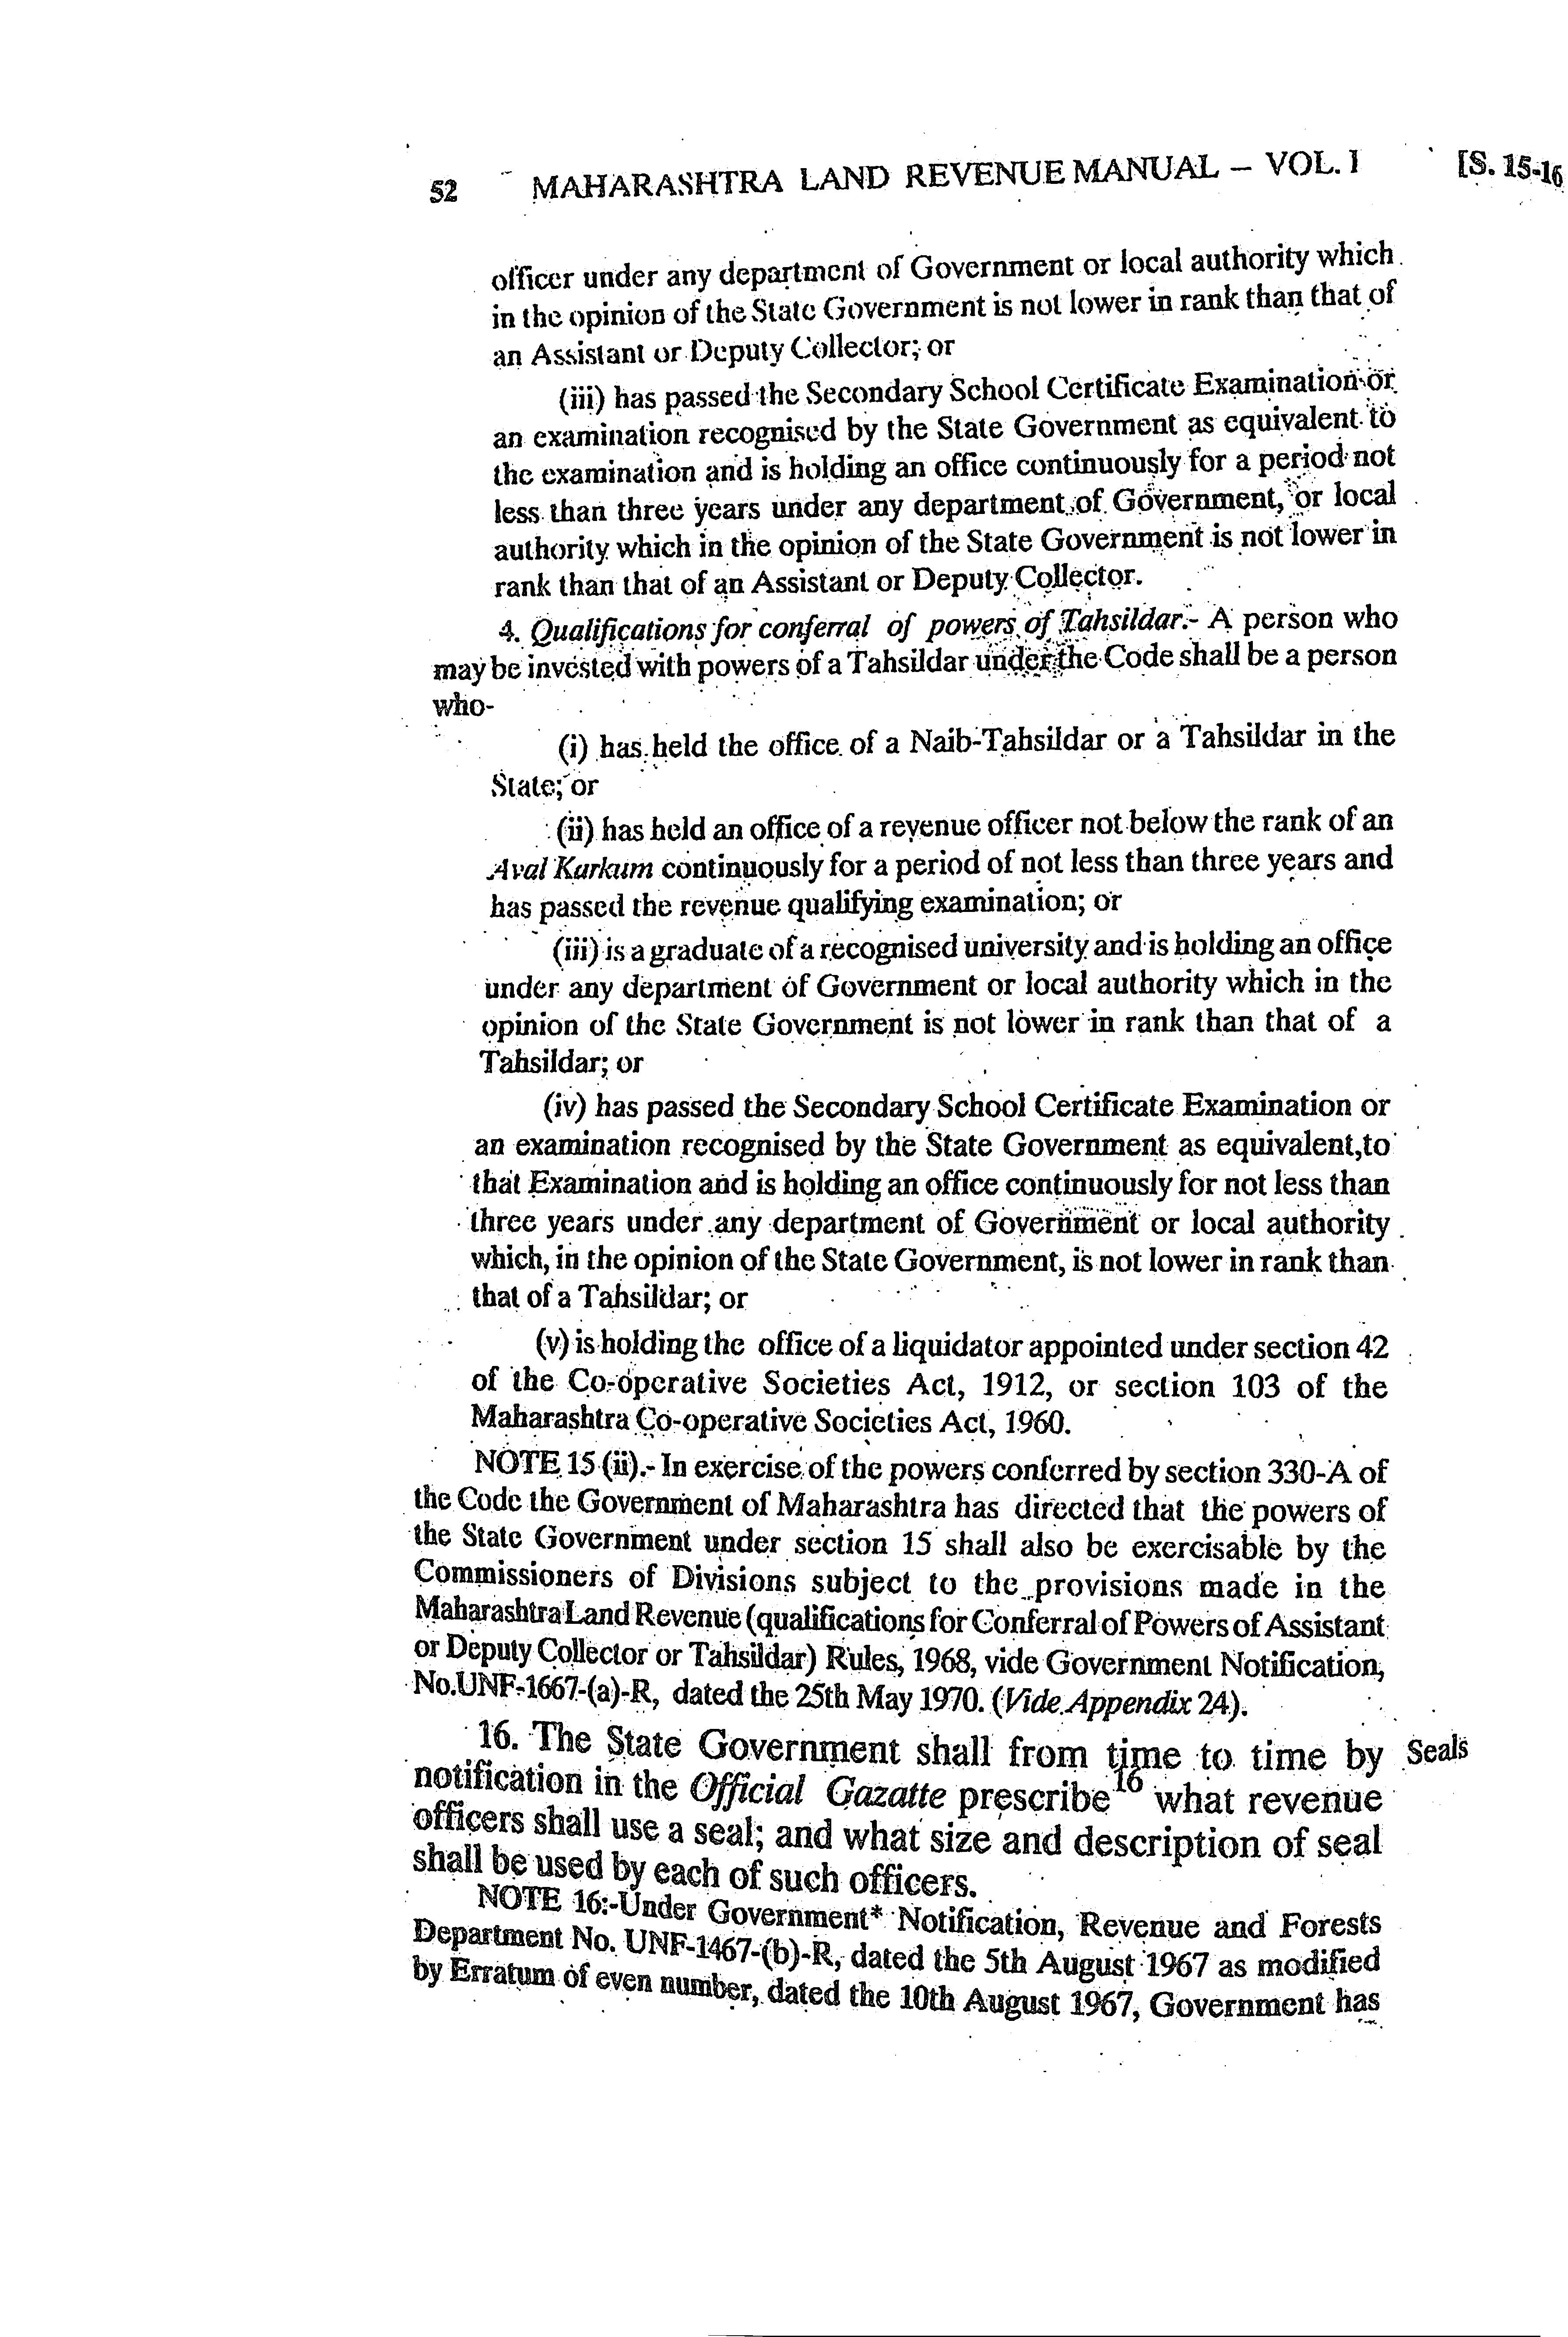 52 MAHARASHTRA LAND REVENUE MANUAL – VOL. I [S. 15-16
officer under any department of Government or local authority which
in the opinion of the State Government is not lower in rank than that of
an Assistant or Deputy Collector; or
(iii) has passed the Secondary School Certificate Examination or
an examination recognised by the State Government as equivalent to
the examination and is holding an office continuously for a period not
less than three years under any department of Government, or local
authority which in the opinion of the State Government is not lower in
rank than that of an Assistant or Deputy Collector.
4. Qualifications for conferral of powers of Tahsildar.- A person who
may be invested with powers of a Tahsildar under the Code shall be a person
who-
(i) has held the office of a Naib-Tahsildar or a Tahsildar in the
State; or
(ii) has held an office of a revenue officer not below the rank of an
Aval Karkum continuously for a period of not less than three years and
has passed the revenue qualifying examination; or
(iii) is a graduate of a recognised university and is holding an office
under any department of Government or local authority which in the
opinion of the State Government is not lower in rank than that of a
Tahsildar; or
(iv) has passed the Secondary School Certificate Examination or
an examination recognised by the State Government as equivalent,to
that Examination and is holding an office continuously for not less than
three years under any department of Government or local authority
which, in the opinion of the State Government, is not lower in rank than
that of a Tahsildar; or
(v) is holding the office of a liquidator appointed under section 42
of the Co-operative Societies Act, 1912, or section 103 of the
Maharashtra Co-operative Societies Act, 1960.
NOTE 15 (ii).- In exercise of the powers conferred by section 330-A of
the Code the Government of Maharashtra has directed that the powers of
the State Government under section 15 shall also be exercisable by the
Commissioners of Divisions subject to the provisions made in the
Maharashtra Land Revenue (qualifications for Conferral of Powers of Assistant
or Deputy Collector or Tahsildar) Rules, 1968, vide Government Notification,
No.UNF-1667-(a)-R, dated the 25th May 1970. (Vide Appendix 24).
16. The State Government shall from time to time by Seals
notification in the Official Gazatte prescribe16 what revenue
officers shall use a seal; and what size and description of seal
shall be used by each of such officers.
NOTE 16:-Under Government* Notification, Revenue and Forests
Department No. UNF-1467-(b)-R, dated the 5th August 1967 as modified
by Erratum of even number, dated the 10th August 1967, Government has